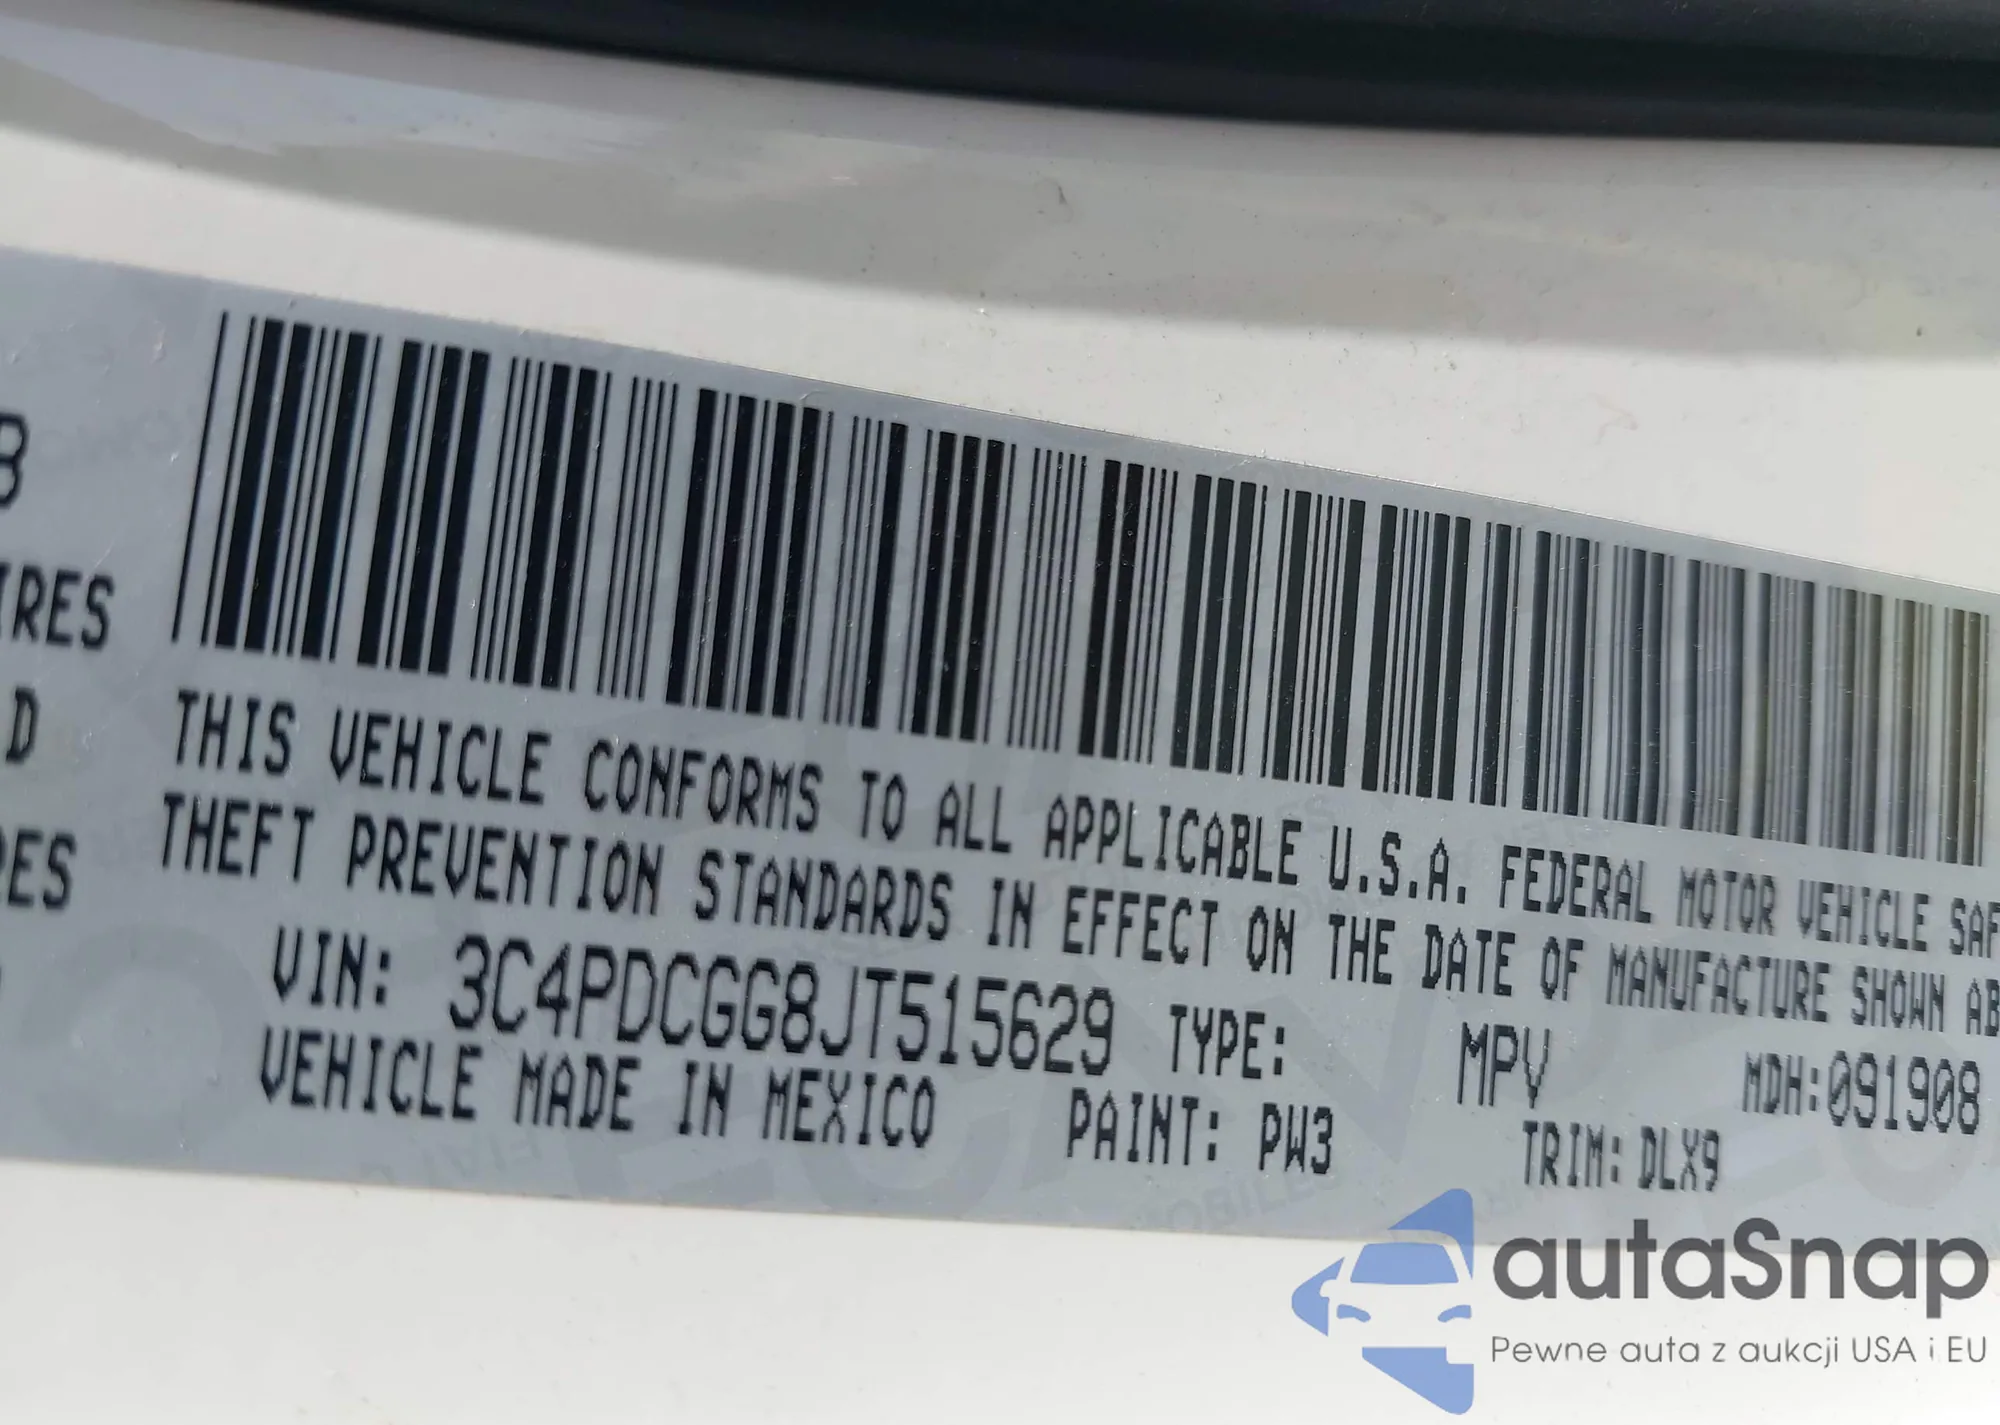 B
IRES
D
THIS VEHICLE CONFORMS TO ALL APPLICABLE U.S.A. FEDERAL MOTOR VEHICLE SAF
THEFT PREVENTION STANDARDS IN EFFECT ON THE DATE OF MANUFACTURE SHOWN AB
RES
VIN: 3C4PDCGG8JT515629 TYPE: MPV MDH:091908
VEHICLE MADE IN MEXICO PAINT: PW3 TRIM:DLX9
autaSnap
Pewne auta z aukcji USA i EU